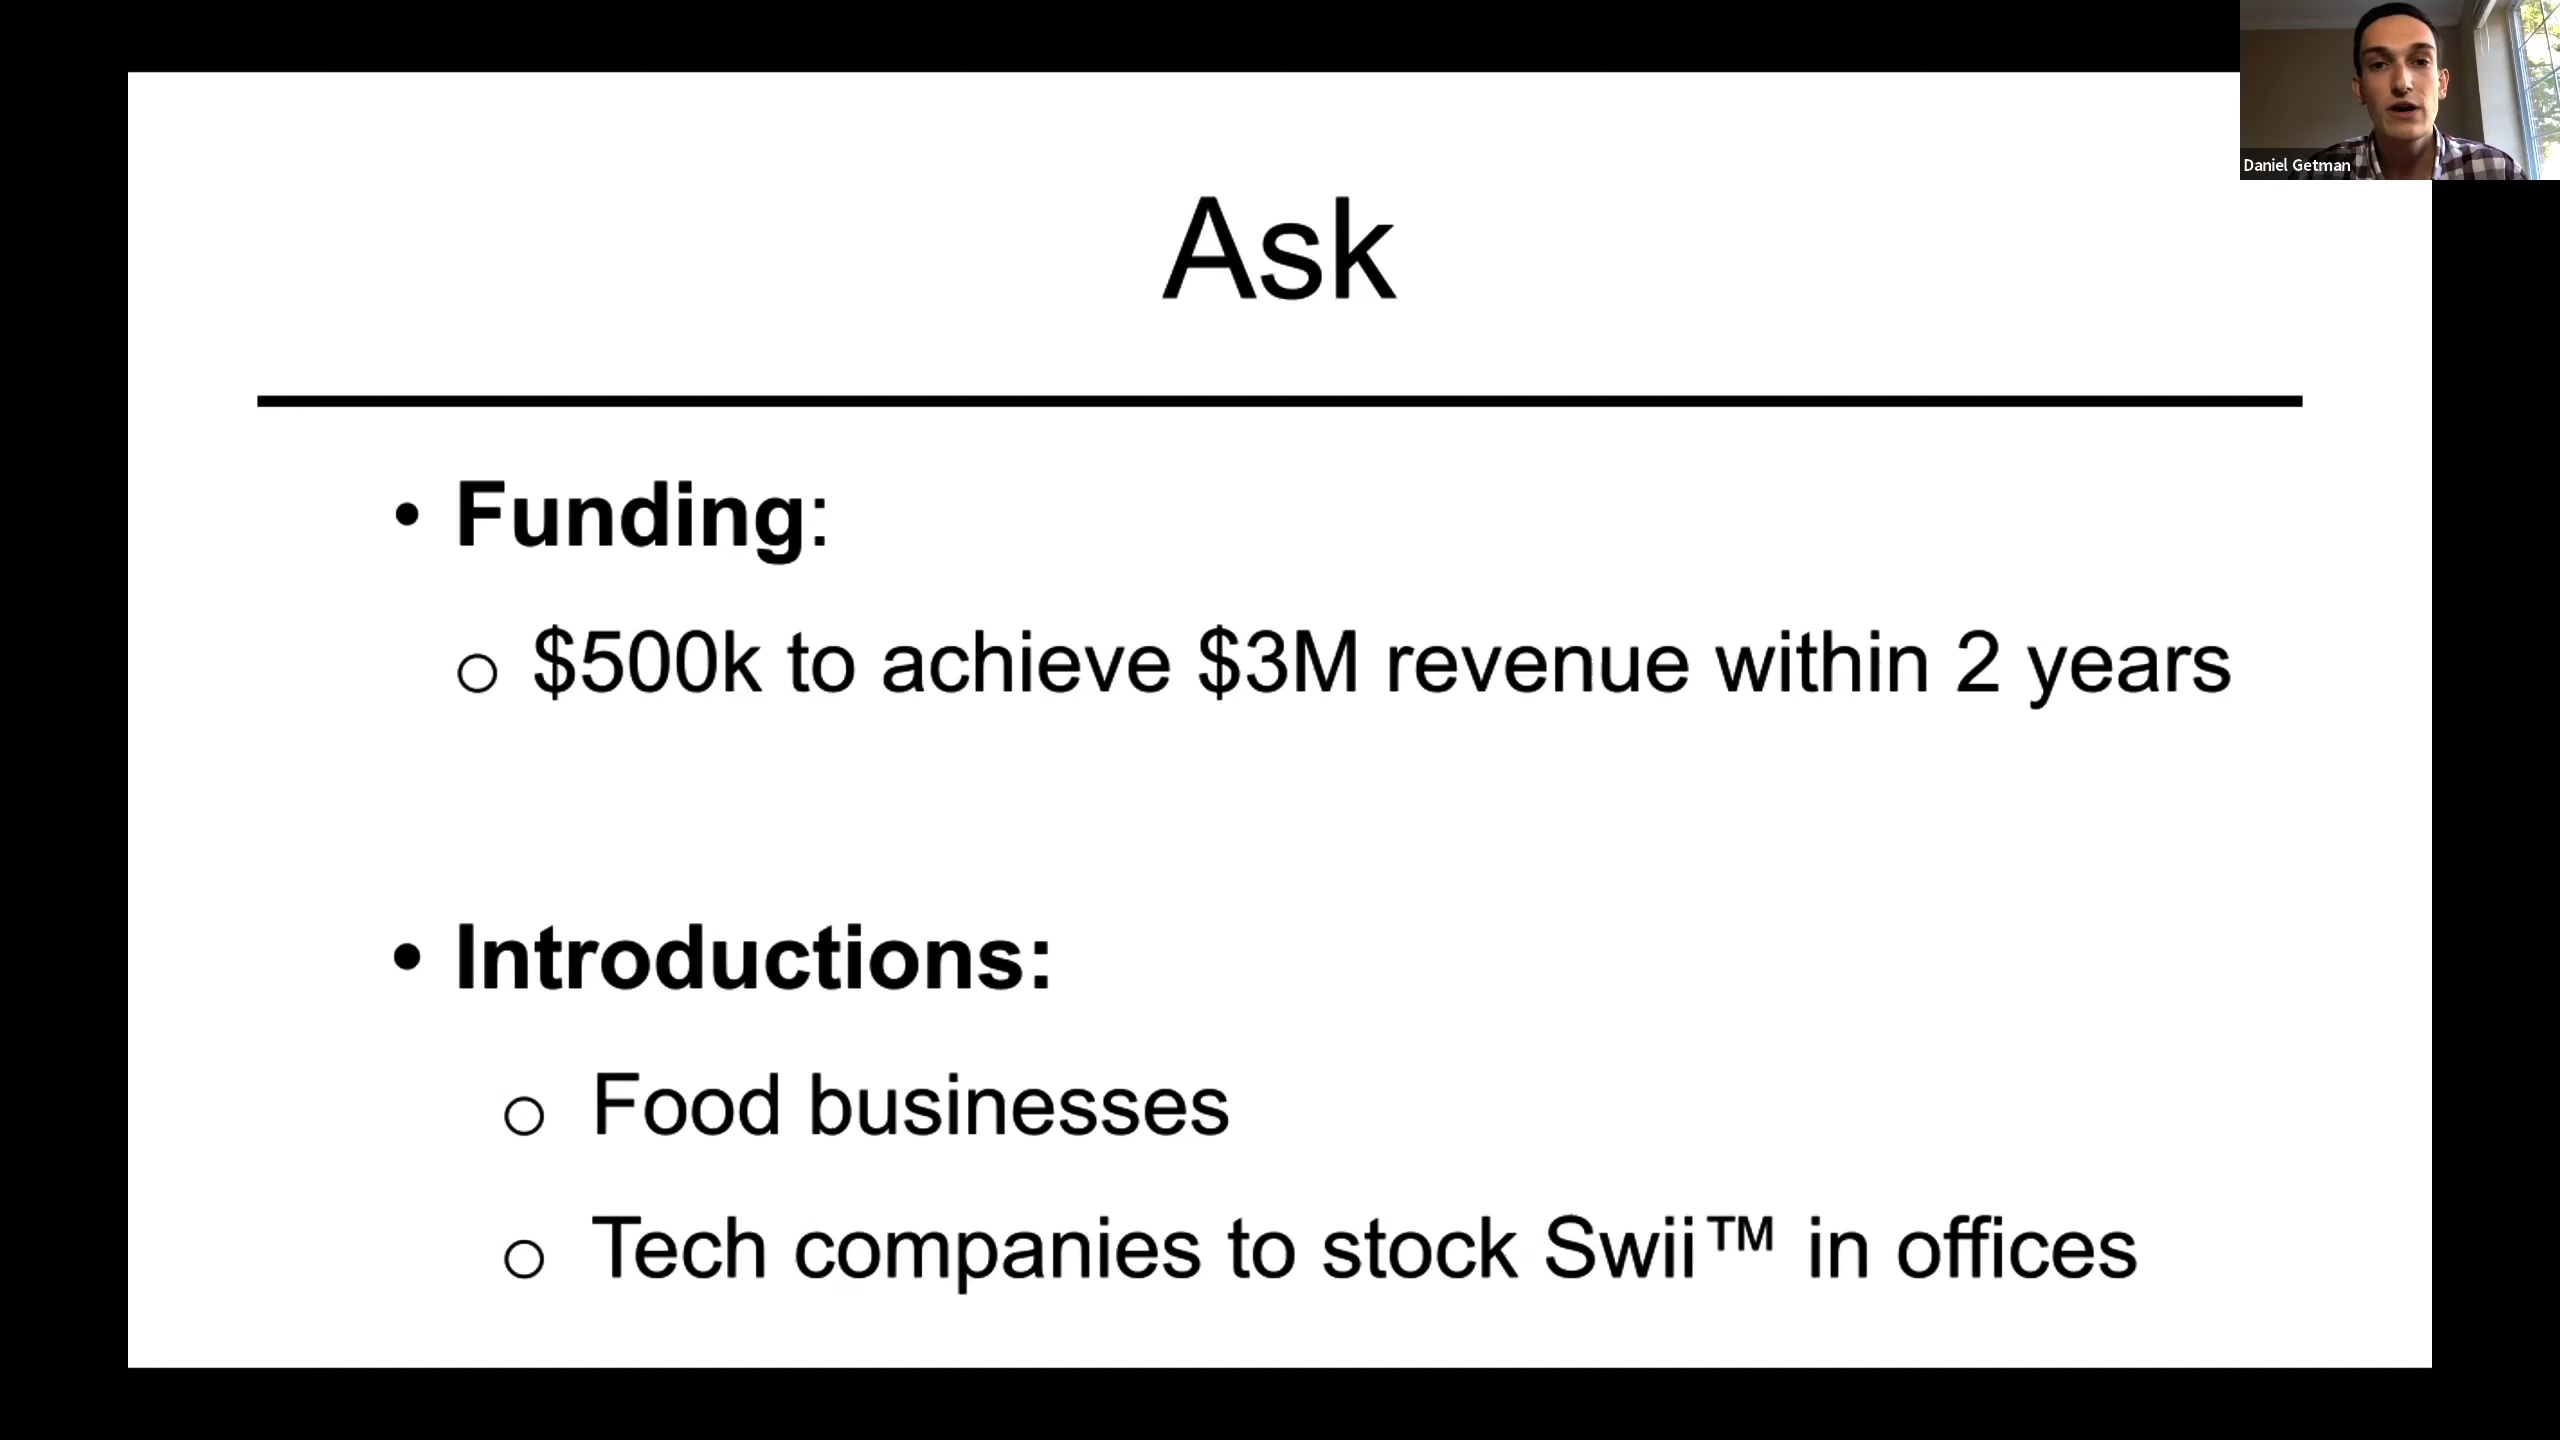 Daniel Getman
Ask
• Funding:
o $500k to achieve $3M revenue within 2 years
• Introductions:
o Food businesses
o Tech companies to stock Swii™ in offices